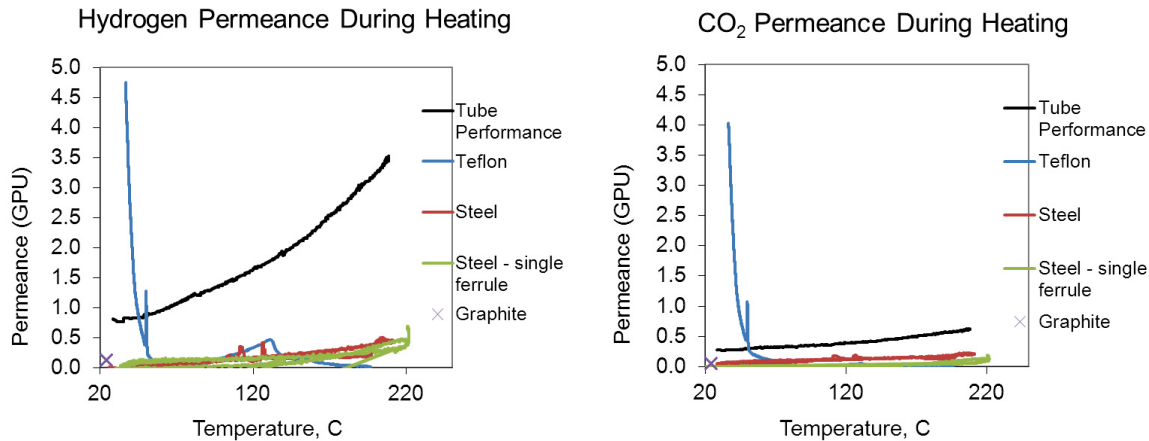 Hydrogen Permeance During Heating
5.0
4.5
4.0
3.5
3.0
2.5
2.0
1.5
1.0
0.5
0.0
Permeance (GPU)
20
120
220
Temperature, C
Tube
Performance
Teflon
Steel
Steel - single
ferrule
Graphite
CO₂ Permeance During Heating
5.0
4.5
4.0
3.5
3.0
2.5
2.0
1.5
1.0
0.5
0.0
Permeance (GPU)
20
120
220
Temperature, C
Tube
Performance
Teflon
Steel
Steel - single
ferrule
Graphite